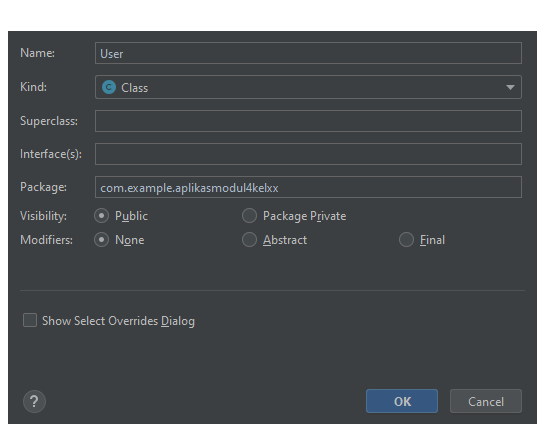 Name: User
Kind: C Class
Superclass:
Interface(s):
Package: com.example.aplikasmodul4kelxx
Visibility: Public Package Private
Modifiers: None Abstract Final
Show Select Overrides Dialog
? OK Cancel